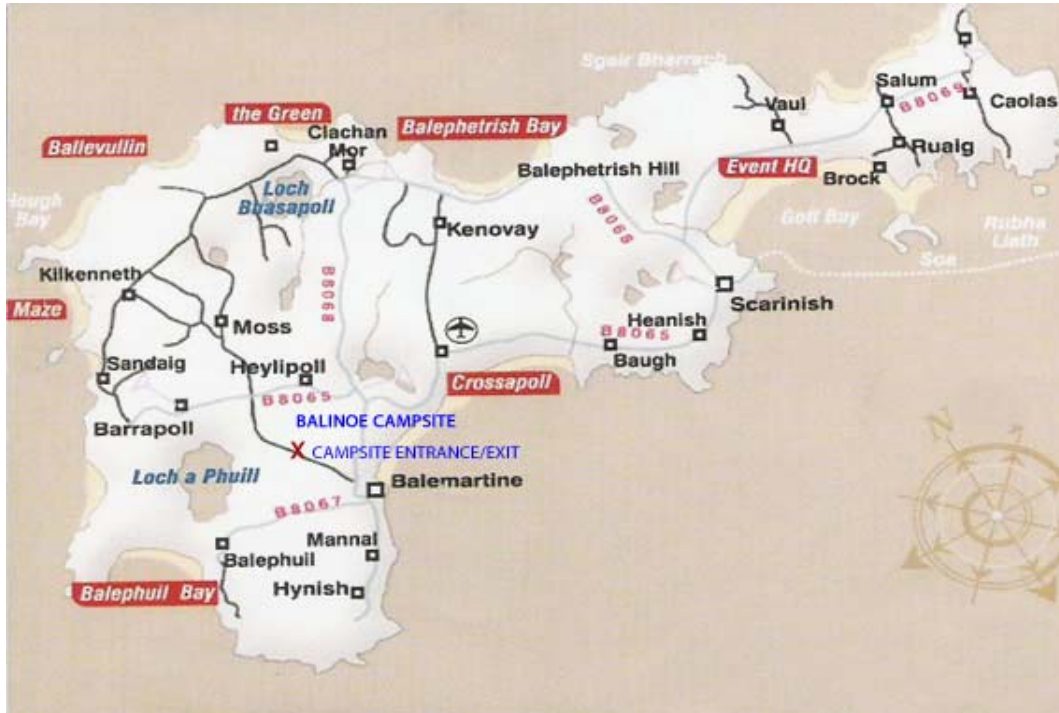 Sgeir Bharrach
Salum
B8069
Caolas
the Green
Vaul
Clachan
Mor
Balephetrish Bay
Ballevullin
Ruaig
Balephetrish Hill
Event HQ
Brock
Loch
Bhasapoll
Hough
Bay
Gott Bay
Rubha
Liath
Kenovay
B8068
Soa
Kilkenneth
B8068
Scarinish
Maze
Moss
Heanish
B8065
Baugh
Sandaig
Heylipoll
Crossapoll
B8065
Barrapoll
BALINOE CAMPSITE
X CAMPSITE ENTRANCE/EXIT
Loch a Phuill
Balemartine
B8067
Mannal
Balephuil
Balephuil Bay
Hynish
N